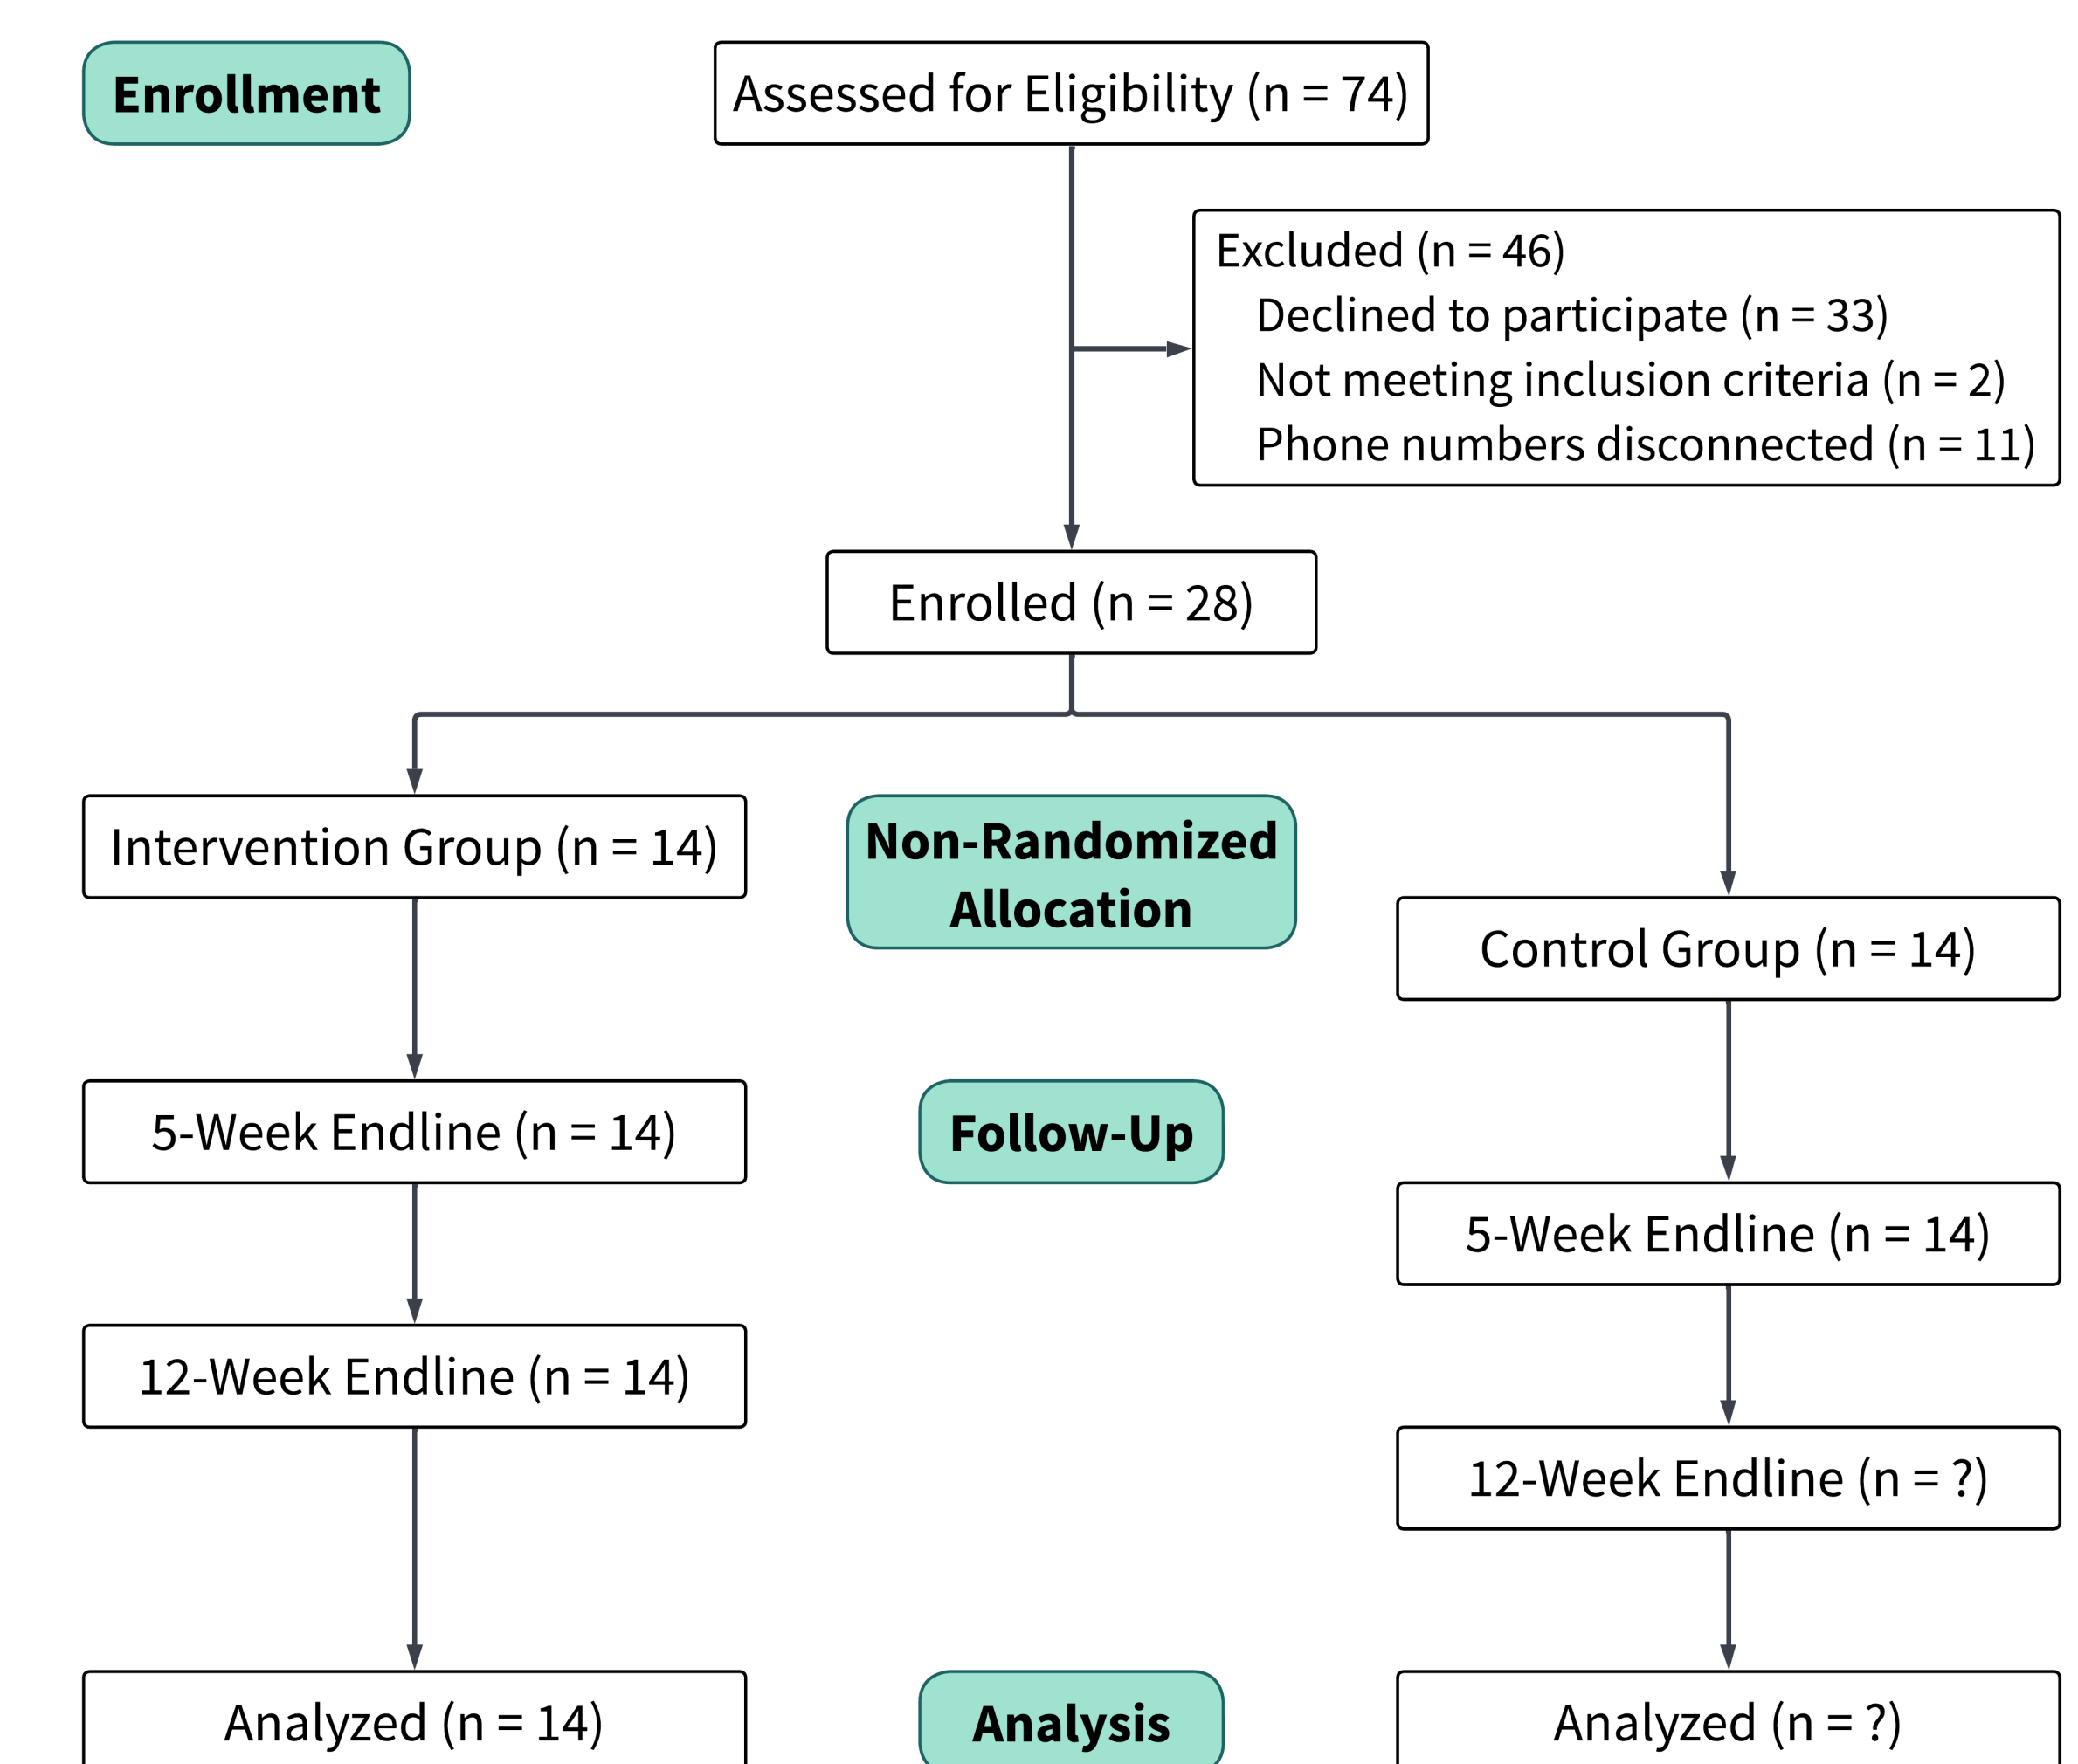 Enrollment
Assessed for Eligibility (n = 74)
Excluded (n = 46)
Declined to participate (n = 33)
Not meeting inclusion criteria (n = 2)
Phone numbers disconnected (n = 11)
Enrolled (n = 28)
Intervention Group (n = 14)
Non-Randomized
Allocation
Control Group (n = 14)
5-Week Endline (n = 14)
Follow-Up
5-Week Endline (n = 14)
12-Week Endline (n = 14)
12-Week Endline (n = ?)
Analyzed (n = 14)
Analysis
Analyzed (n = ?)